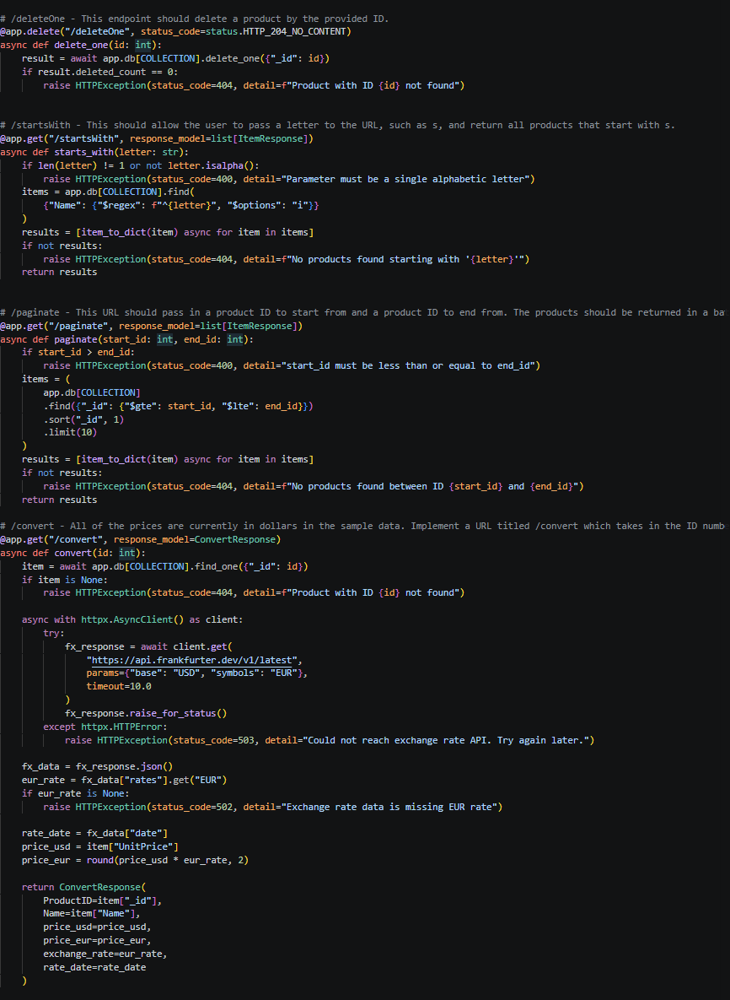 # /deleteOne - This endpoint should delete a product by the provided ID.
@app.delete("/deleteOne", status_code=status.HTTP_204_NO_CONTENT)
async def delete_one(id: int):
    result = await app.db[COLLECTION].delete_one({"_id": id})
    if result.deleted_count == 0:
        raise HTTPException(status_code=404, detail=f"Product with ID {id} not found")
# /startsWith - This should allow the user to pass a letter to the URL, such as s, and return all products that start with s.
@app.get("/startsWith", response_model=list[ItemResponse])
async def starts_with(letter: str):
    if len(letter) != 1 or not letter.isalpha():
        raise HTTPException(status_code=400, detail="Parameter must be a single alphabetic letter")
    items = app.db[COLLECTION].find(
        {"Name": {"$regex": f"^{letter}", "$options": "i"}}
    )
    results = [item_to_dict(item) async for item in items]
    if not results:
        raise HTTPException(status_code=404, detail=f"No products found starting with '{letter}'")
    return results
# /paginate - This URL should pass in a product ID to start from and a product ID to end from. The products should be returned in a ba
@app.get("/paginate", response_model=list[ItemResponse])
async def paginate(start_id: int, end_id: int):
    if start_id > end_id:
        raise HTTPException(status_code=400, detail="start_id must be less than or equal to end_id")
    items = (
        app.db[COLLECTION]
        .find({"_id": {"$gte": start_id, "$lte": end_id}})
        .sort("_id", 1)
        .limit(10)
    )
    results = [item_to_dict(item) async for item in items]
    if not results:
        raise HTTPException(status_code=404, detail=f"No products found between ID {start_id} and {end_id}")
    return results
# /convert - All of the prices are currently in dollars in the sample data. Implement a URL titled /convert which takes in the ID numb
@app.get("/convert", response_model=ConvertResponse)
async def convert(id: int):
    item = await app.db[COLLECTION].find_one({"_id": id})
    if item is None:
        raise HTTPException(status_code=404, detail=f"Product with ID {id} not found")
    async with httpx.AsyncClient() as client:
        try:
            fx_response = await client.get(
                "https://api.frankfurter.dev/v1/latest",
                params={"base": "USD", "symbols": "EUR"},
                timeout=10.0
            )
            fx_response.raise_for_status()
        except httpx.HTTPError:
            raise HTTPException(status_code=503, detail="Could not reach exchange rate API. Try again later.")
    fx_data = fx_response.json()
    eur_rate = fx_data["rates"].get("EUR")
    if eur_rate is None:
        raise HTTPException(status_code=502, detail="Exchange rate data is missing EUR rate")
    rate_date = fx_data["date"]
    price_usd = item["UnitPrice"]
    price_eur = round(price_usd * eur_rate, 2)
    return ConvertResponse(
        ProductID=item["_id"],
        Name=item["Name"],
        price_usd=price_usd,
        price_eur=price_eur,
        exchange_rate=eur_rate,
        rate_date=rate_date
    )